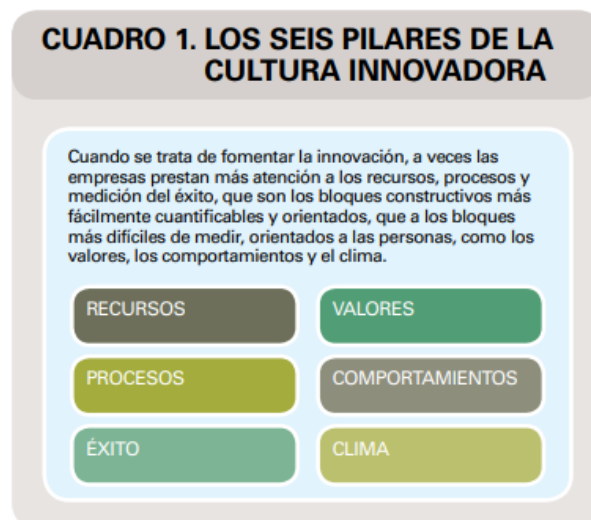 CUADRO 1. LOS SEIS PILARES DE LA
CULTURA INNOVADORA
Cuando se trata de fomentar la innovación, a veces las
empresas prestan más atención a los recursos, procesos y
medición del éxito, que son los bloques constructivos más
fácilmente cuantificables y orientados, que a los bloques
más difíciles de medir, orientados a las personas, como los
valores, los comportamientos y el clima.
RECURSOS
VALORES
PROCESOS
COMPORTAMIENTOS
ÉXITO
CLIMA